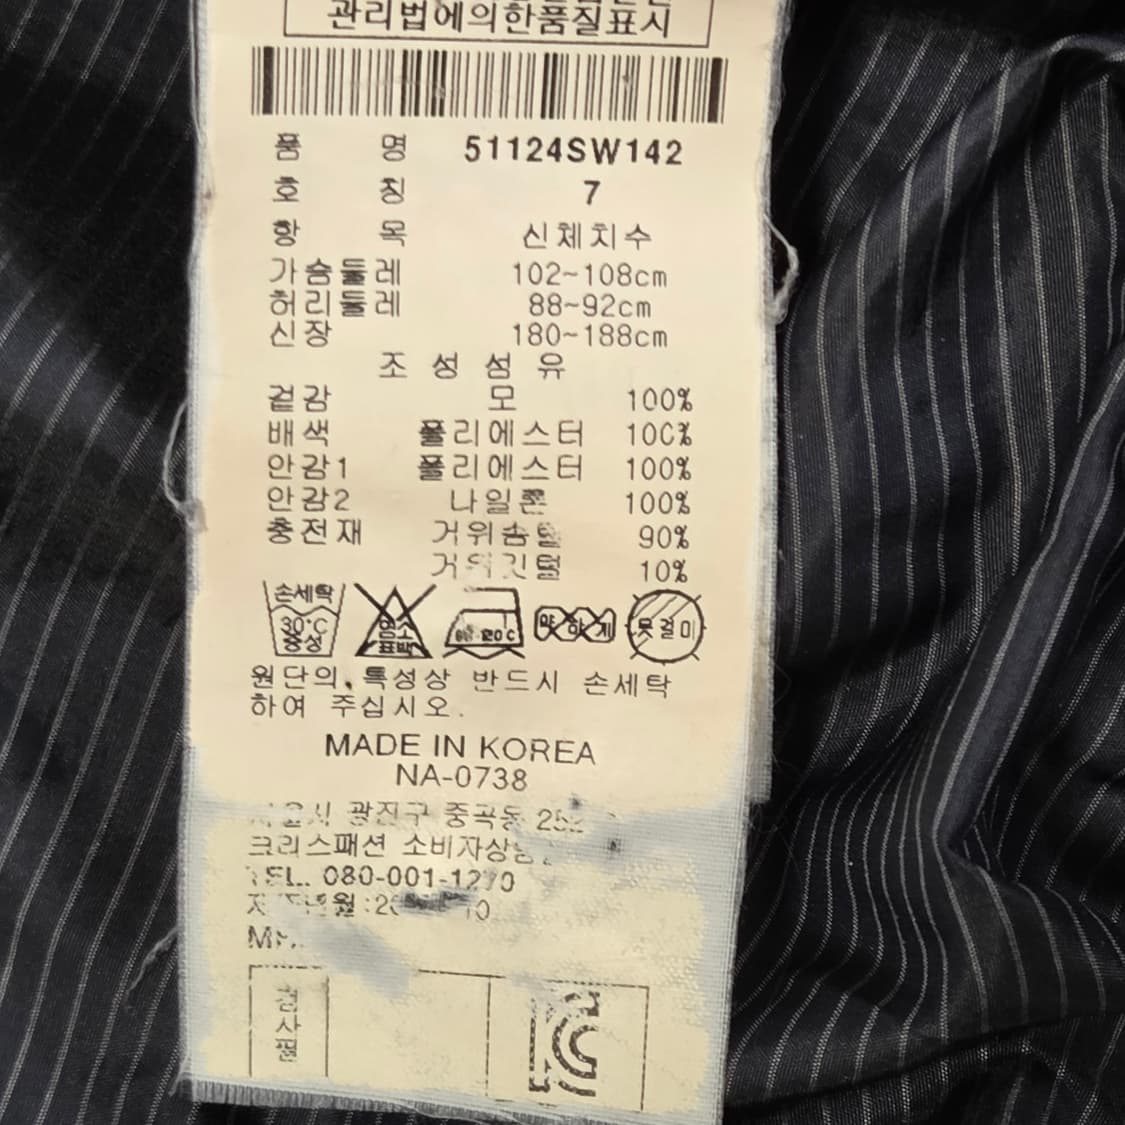 관리법에의한품질표시
품 명 51124SW142
호 칭 7
항 목 신체치수
가슴둘레 102~108cm
허리둘레 88~92cm
신장 180~188cm
조 성 섬 유
겉감 모 100%
배색 폴리에스터 100%
안감1 폴리에스터 100%
안감2 나일론 100%
충전재 거위솜털 90%
거위깃털 10%
손세탁 30°C 중성
염소 표백
120°C
약하게
뭇걸이
원단의 특성상 반드시 손세탁
하여 주십시오.
MADE IN KOREA
NA-0738
광진구 중곡동
크리스패션
TEL. 080-001-1270
검사필